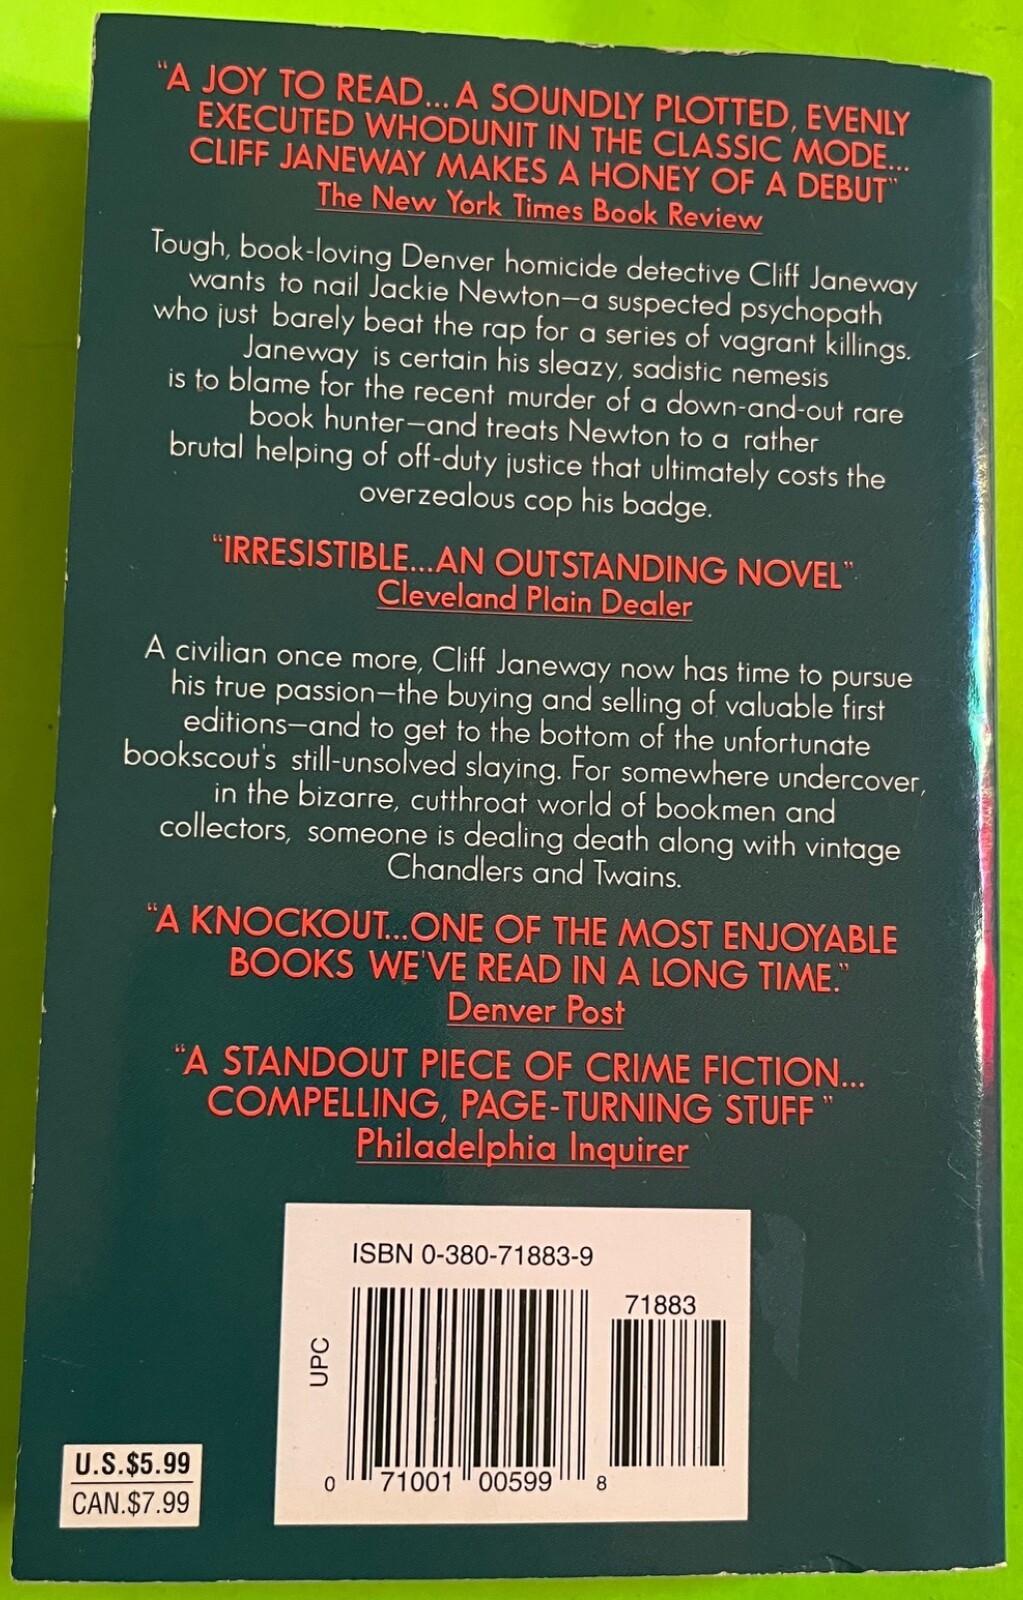 "A JOY TO READ...A SOUNDLY PLOTTED, EVENLY
EXECUTED WHODUNIT IN THE CLASSIC MODE...
CLIFF JANEWAY MAKES A HONEY OF A DEBUT"
The New York Times Book Review
Tough, book-loving Denver homicide detective Cliff Janeway
wants to nail Jackie Newton—a suspected psychopath
who just barely beat the rap for a series of vagrant killings.
Janeway is certain his sleazy, sadistic nemesis
is to blame for the recent murder of a down-and-out rare
book hunter—and treats Newton to a rather
brutal helping of off-duty justice that ultimately costs the
overzealous cop his badge.
"IRRESISTIBLE...AN OUTSTANDING NOVEL"
Cleveland Plain Dealer
A civilian once more, Cliff Janeway now has time to pursue
his true passion—the buying and selling of valuable first
editions—and to get to the bottom of the unfortunate
bookscout's still-unsolved slaying. For somewhere undercover,
in the bizarre, cutthroat world of bookmen and
collectors, someone is dealing death along with vintage
Chandlers and Twains.
"A KNOCKOUT...ONE OF THE MOST ENJOYABLE
BOOKS WE'VE READ IN A LONG TIME."
Denver Post
"A STANDOUT PIECE OF CRIME FICTION...
COMPELLING, PAGE-TURNING STUFF"
Philadelphia Inquirer
ISBN 0-380-71883-9
71883
UPC
0 71001 00599 8
U.S.$5.99
CAN.$7.99